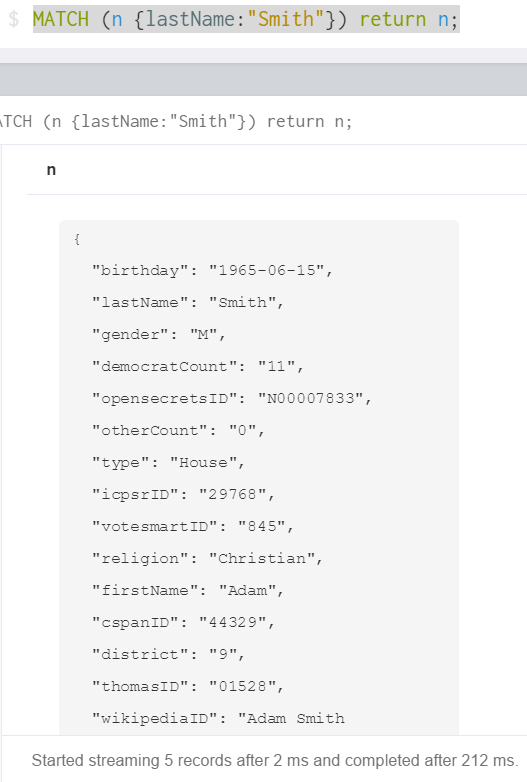 $ MATCH (n {lastName:"Smith"}) return n;
ATCH (n {lastName:"Smith"}) return n;
n
{
"birthday": "1965-06-15",
"lastName": "Smith",
"gender": "M",
"democratCount": "11",
"opensecretsID": "N00007833",
"otherCount": "0",
"type": "House",
"icpsrID": "29768",
"votesmartID": "845",
"religion": "Christian",
"firstName": "Adam",
"cspanID": "44329",
"district": "9",
"thomasID": "01528",
"wikipediaID": "Adam Smith
Started streaming 5 records after 2 ms and completed after 212 ms.